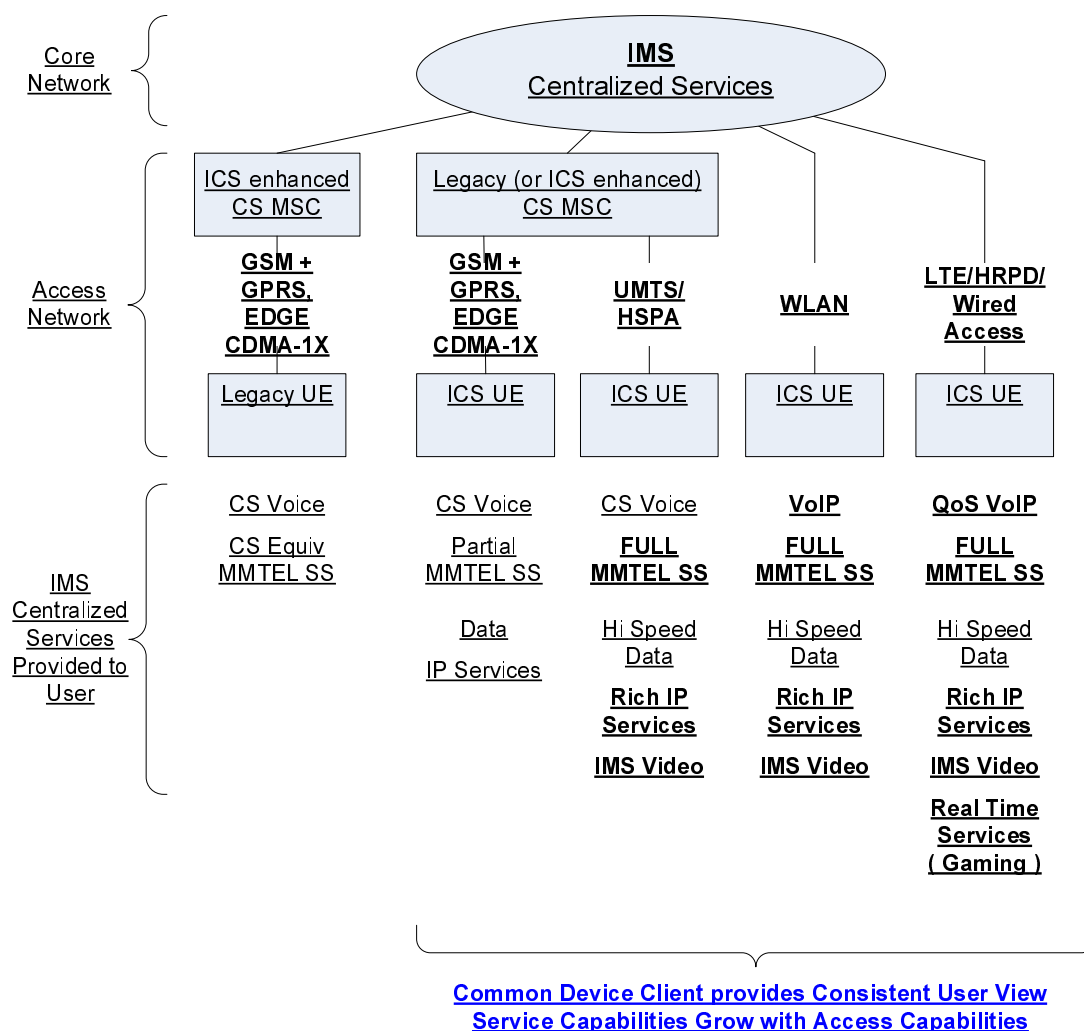 Core
Network
IMS
Centralized Services
Access
Network
ICS enhanced
CS MSC
Legacy (or ICS enhanced)
CS MSC
GSM +
GPRS,
EDGE
CDMA-1X
GSM +
GPRS,
EDGE
CDMA-1X
UMTS/
HSPA
WLAN
LTE/HRPD/
Wired
Access
Legacy UE
ICS UE
ICS UE
ICS UE
ICS UE
IMS
Centralized
Services
Provided to
User
CS Voice
CS Equiv
MMTEL SS
CS Voice
Partial
MMTEL SS
Data
IP Services
CS Voice
FULL
MMTEL SS
Hi Speed
Data
Rich IP
Services
IMS Video
VoIP
FULL
MMTEL SS
Hi Speed
Data
Rich IP
Services
IMS Video
QoS VoIP
FULL
MMTEL SS
Hi Speed
Data
Rich IP
Services
IMS Video
Real Time
Services
( Gaming )
Common Device Client provides Consistent User View
Service Capabilities Grow with Access Capabilities